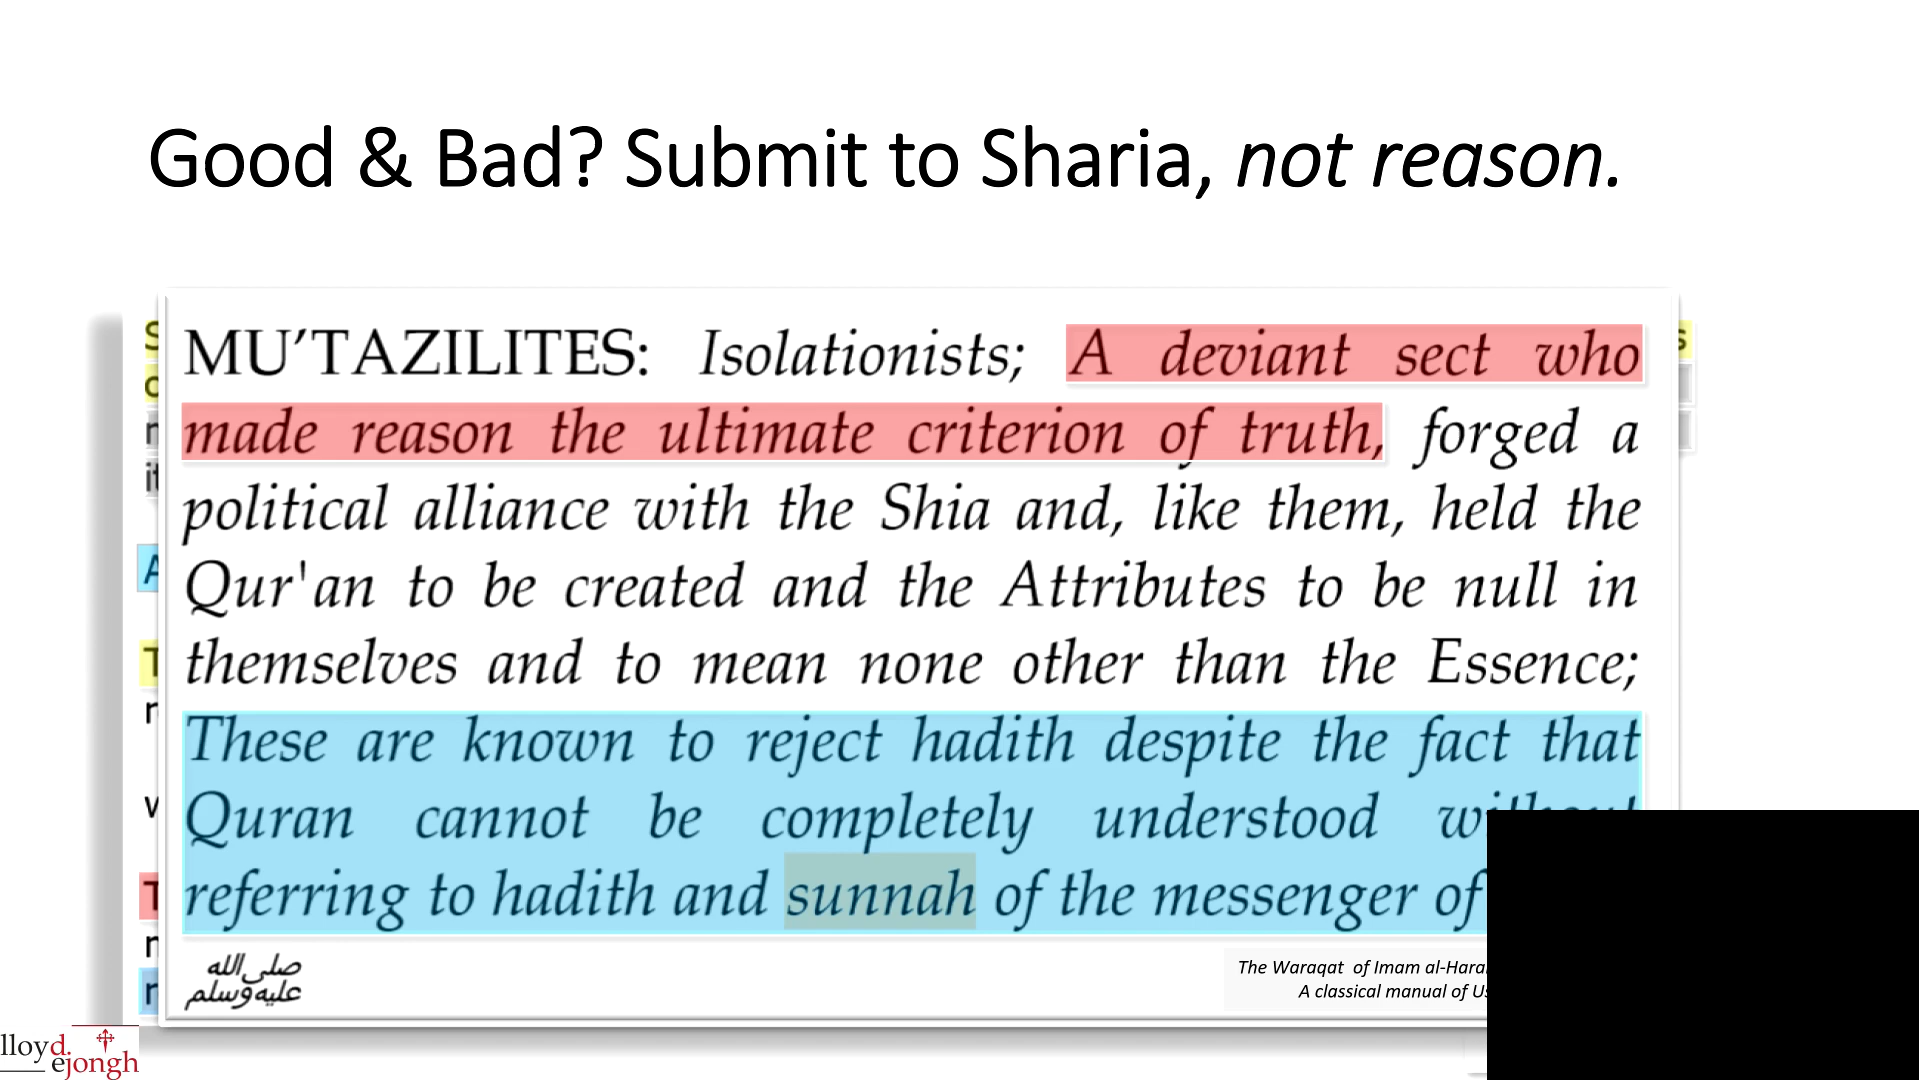 Good & Bad? Submit to Sharia, not reason.
MU’TAZILITES: Isolationists; A deviant sect who
made reason the ultimate criterion of truth, forged a
political alliance with the Shia and, like them, held the
Qur'an to be created and the Attributes to be null in
themselves and to mean none other than the Essence;
These are known to reject hadith despite the fact that
Quran cannot be completely understood without
referring to hadith and sunnah of the messenger of
صلى الله
عليه وسلم
The Waraqat of Imam al-Hara
A classical manual of Us
lloyd
ejongh